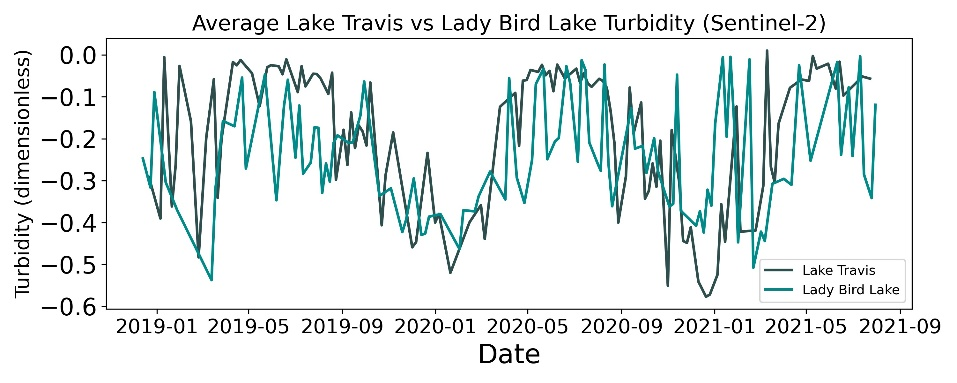 Average Lake Travis vs Lady Bird Lake Turbidity (Sentinel-2)
Turbidity (dimensionless)
0.0
−0.1
−0.2
−0.3
−0.4
−0.5
−0.6
Lake Travis
Lady Bird Lake
2019-01 2019-05 2019-09 2020-01 2020-05 2020-09 2021-01 2021-05 2021-09
Date